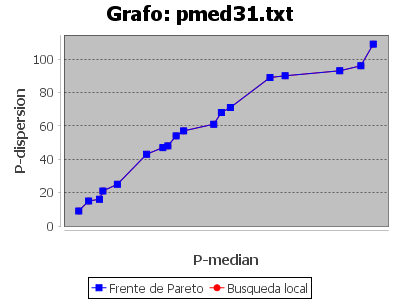 Grafo: pmed31.txt
P-dispersion
100
80
60
40
20
0
P-median
Frente de Pareto Busqueda local